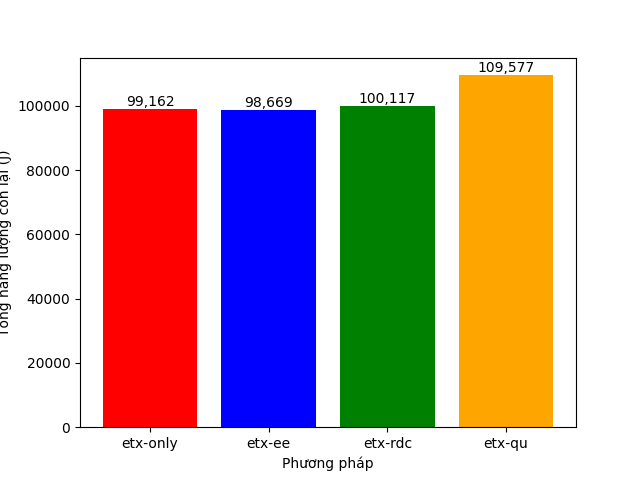 109,577
99,162
98,669
100,117
100000
80000
60000
40000
20000
0
Tổng năng lượng còn lại (J)
etx-only
etx-ee
etx-rdc
etx-qu
Phương pháp